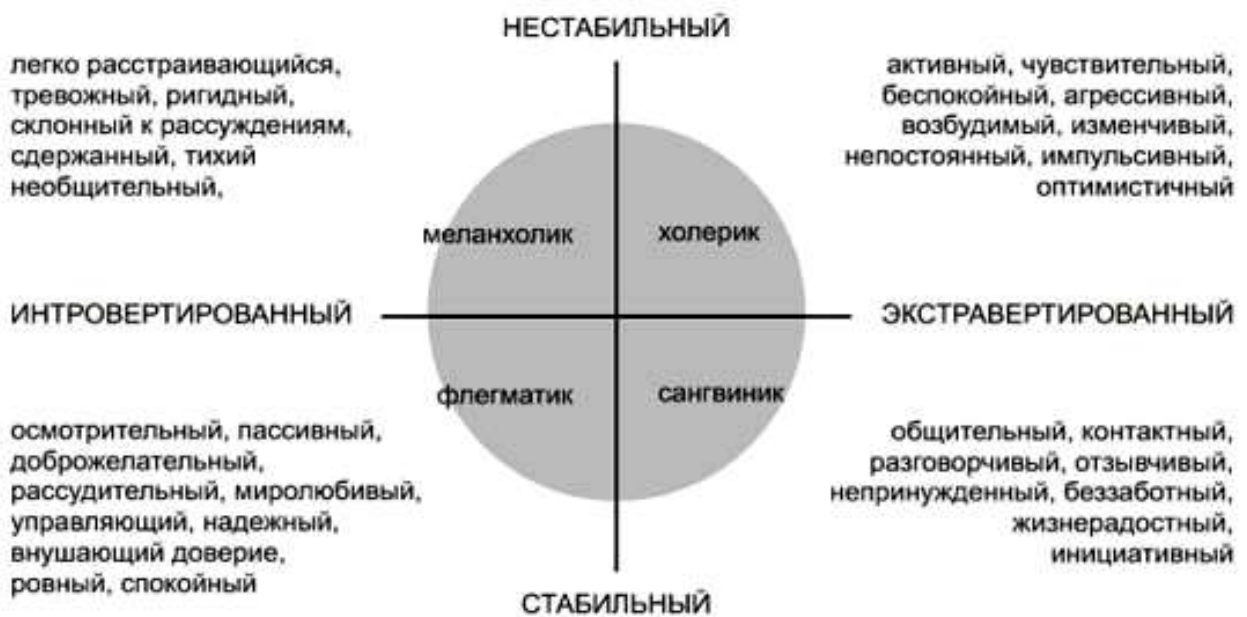 НЕСТАБИЛЬНЫЙ
легко расстраивающийся,
тревожный, ригидный,
склонный к рассуждениям,
сдержанный, тихий
необщительный,
активный, чувствительный,
беспокойный, агрессивный,
возбудимый, изменчивый,
непостоянный, импульсивный,
оптимистичный
меланхолик
холерик
ИНТРОВЕРТИРОВАННЫЙ
ЭКСТРАВЕРТИРОВАННЫЙ
флегматик
сангвиник
осмотрительный, пассивный,
доброжелательный,
рассудительный, миролюбивый,
управляющий, надежный,
внушающий доверие,
ровный, спокойный
общительный, контактный,
разговорчивый, отзывчивый,
непринужденный, беззаботный,
жизнерадостный,
инициативный
СТАБИЛЬНЫЙ